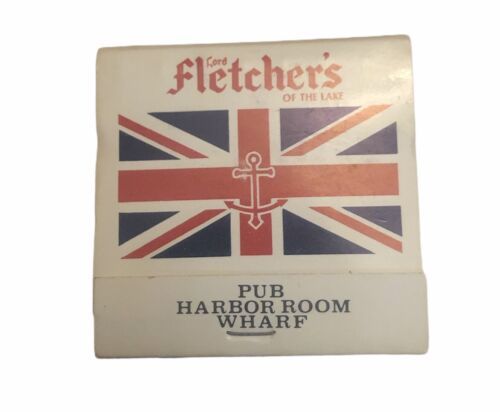 Lord
Fletcher's
OF THE LAKE
PUB
HARBOR ROOM
WHARF